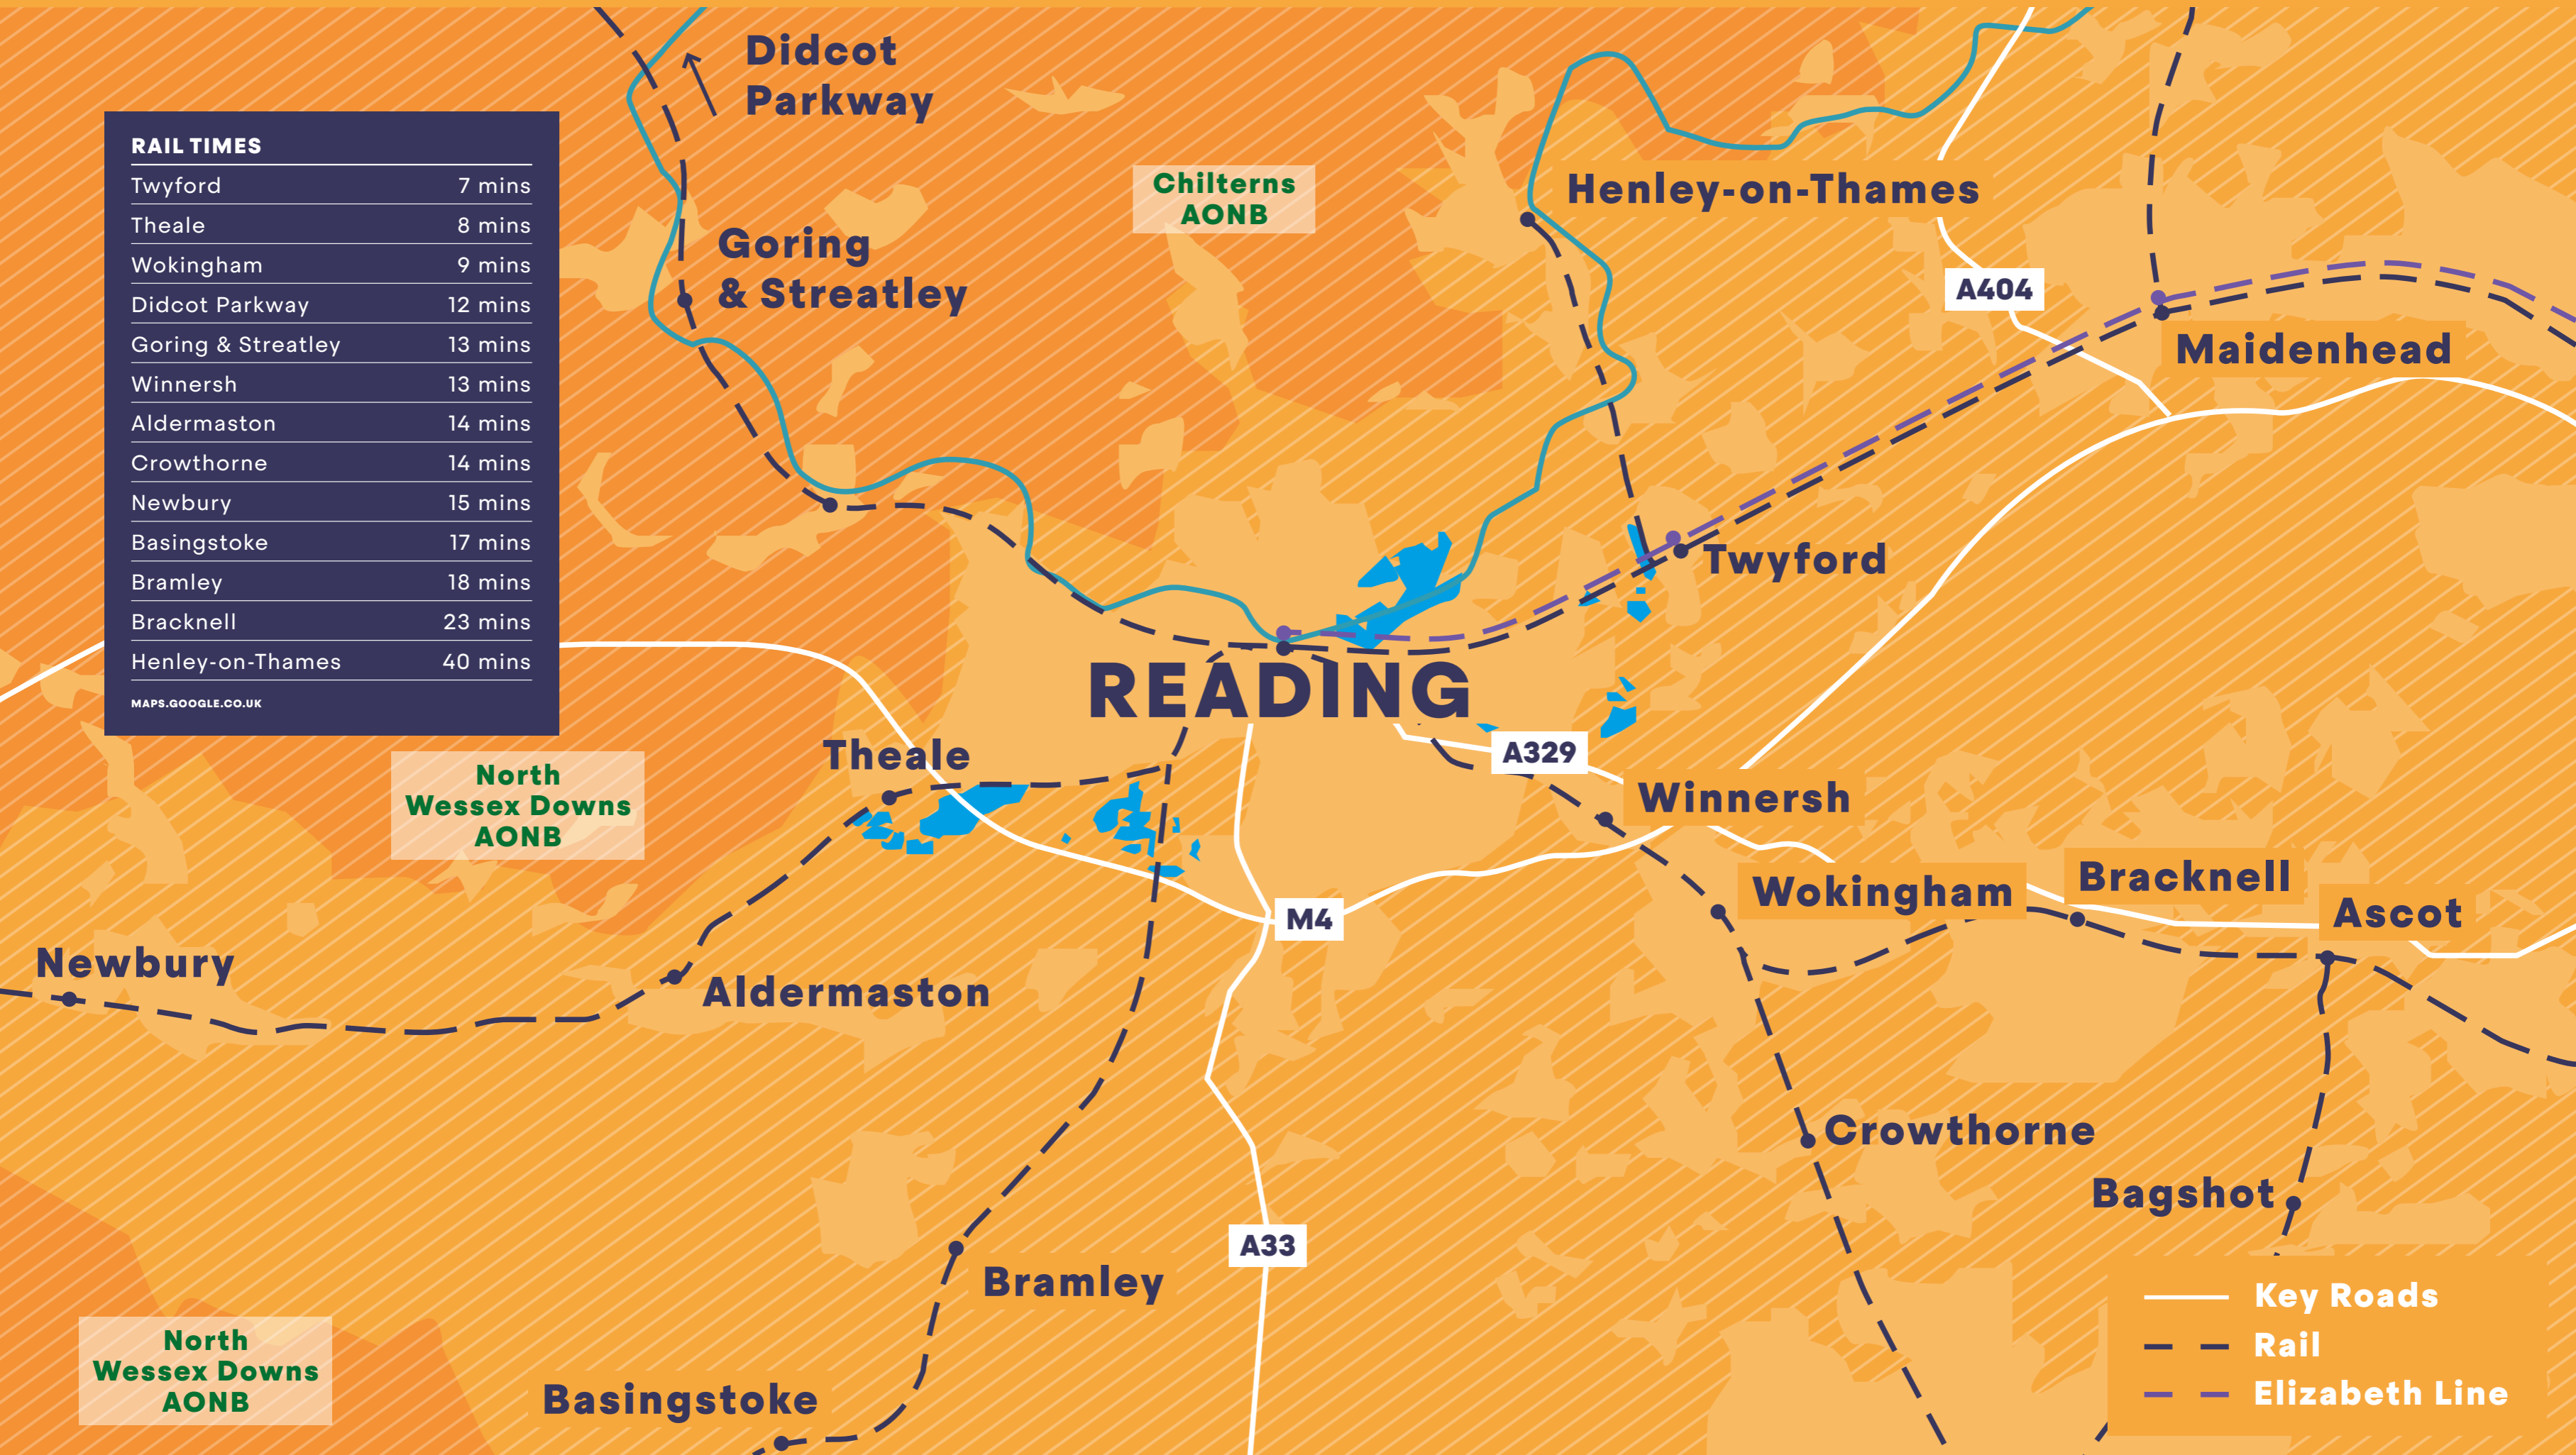 Didcot
Parkway
RAIL TIMES
Twyford 7 mins
Theale 8 mins
Wokingham 9 mins
Didcot Parkway 12 mins
Goring & Streatley 13 mins
Winnersh 13 mins
Aldermaston 14 mins
Crowthorne 14 mins
Newbury 15 mins
Basingstoke 17 mins
Bramley 18 mins
Bracknell 23 mins
Henley-on-Thames 40 mins
MAPS.GOOGLE.CO.UK
Chilterns
AONB
Henley-on-Thames
Goring
& Streatley
A404
Maidenhead
Twyford
READING
Theale
A329
North
Wessex Downs
AONB
Winnersh
Wokingham
Bracknell
Ascot
M4
Newbury
Aldermaston
Crowthorne
Bagshot
A33
Bramley
North
Wessex Downs
AONB
Basingstoke
Key Roads
Rail
Elizabeth Line